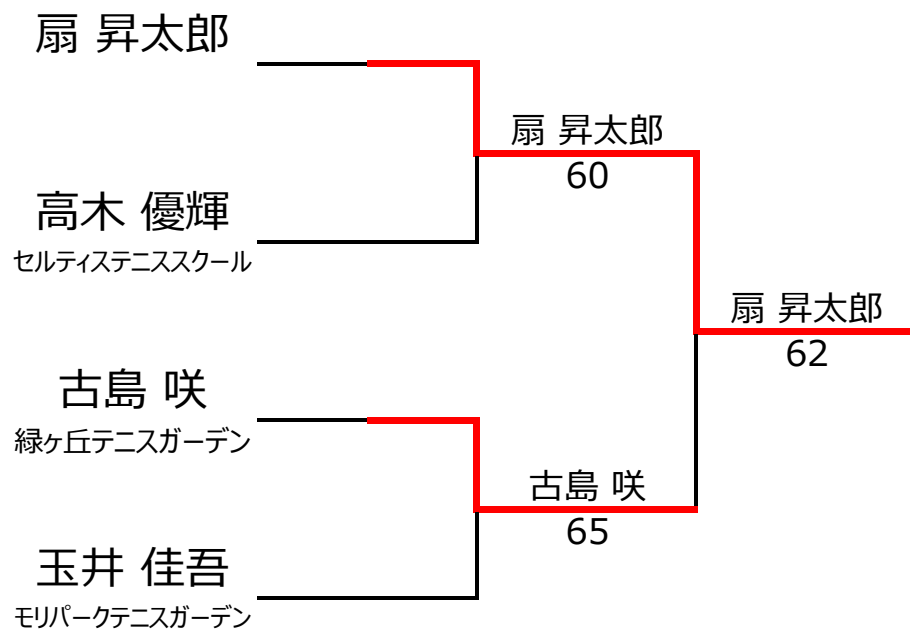 扇 昇太郎
扇 昇太郎
60
高木 優輝
セルティステニススクール
扇 昇太郎
62
古島 咲
緑ヶ丘テニスガーデン
古島 咲
65
玉井 佳吾
モリパークテニスガーデン